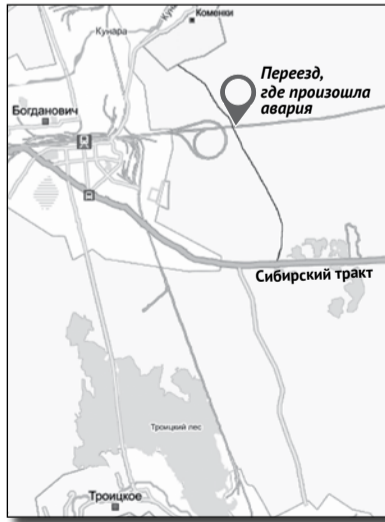 Коменки
Кунара
Переезд,
где произошла
авария
Богданович
Сибирский тракт
Троицкий лес
Троицкое